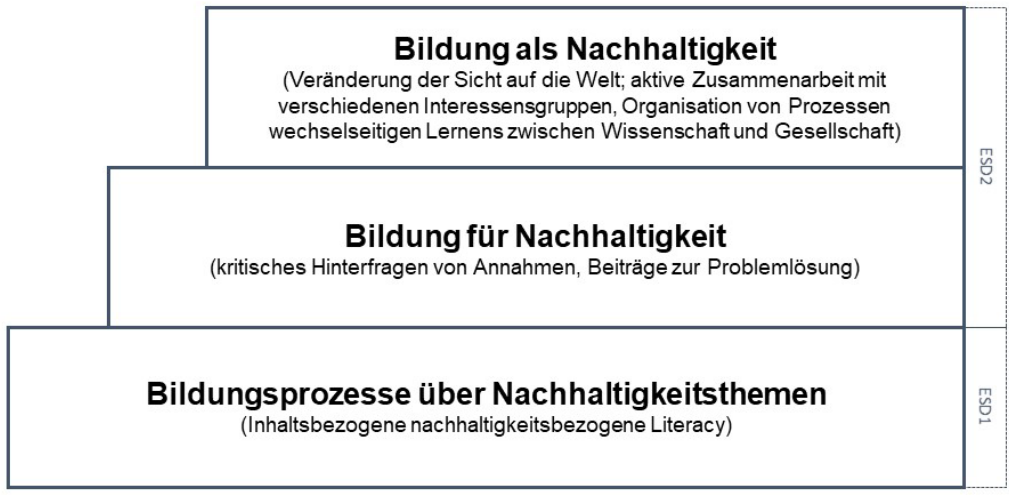 Bildung als Nachhaltigkeit
(Veränderung der Sicht auf die Welt; aktive Zusammenarbeit mit
verschiedenen Interessensgruppen, Organisation von Prozessen
wechselseitigen Lernens zwischen Wissenschaft und Gesellschaft)
ESD2
Bildung für Nachhaltigkeit
(kritisches Hinterfragen von Annahmen, Beiträge zur Problemlösung)
Bildungsprozesse über Nachhaltigkeitsthemen
(Inhaltsbezogene nachhaltigkeitsbezogene Literacy)
ESD1